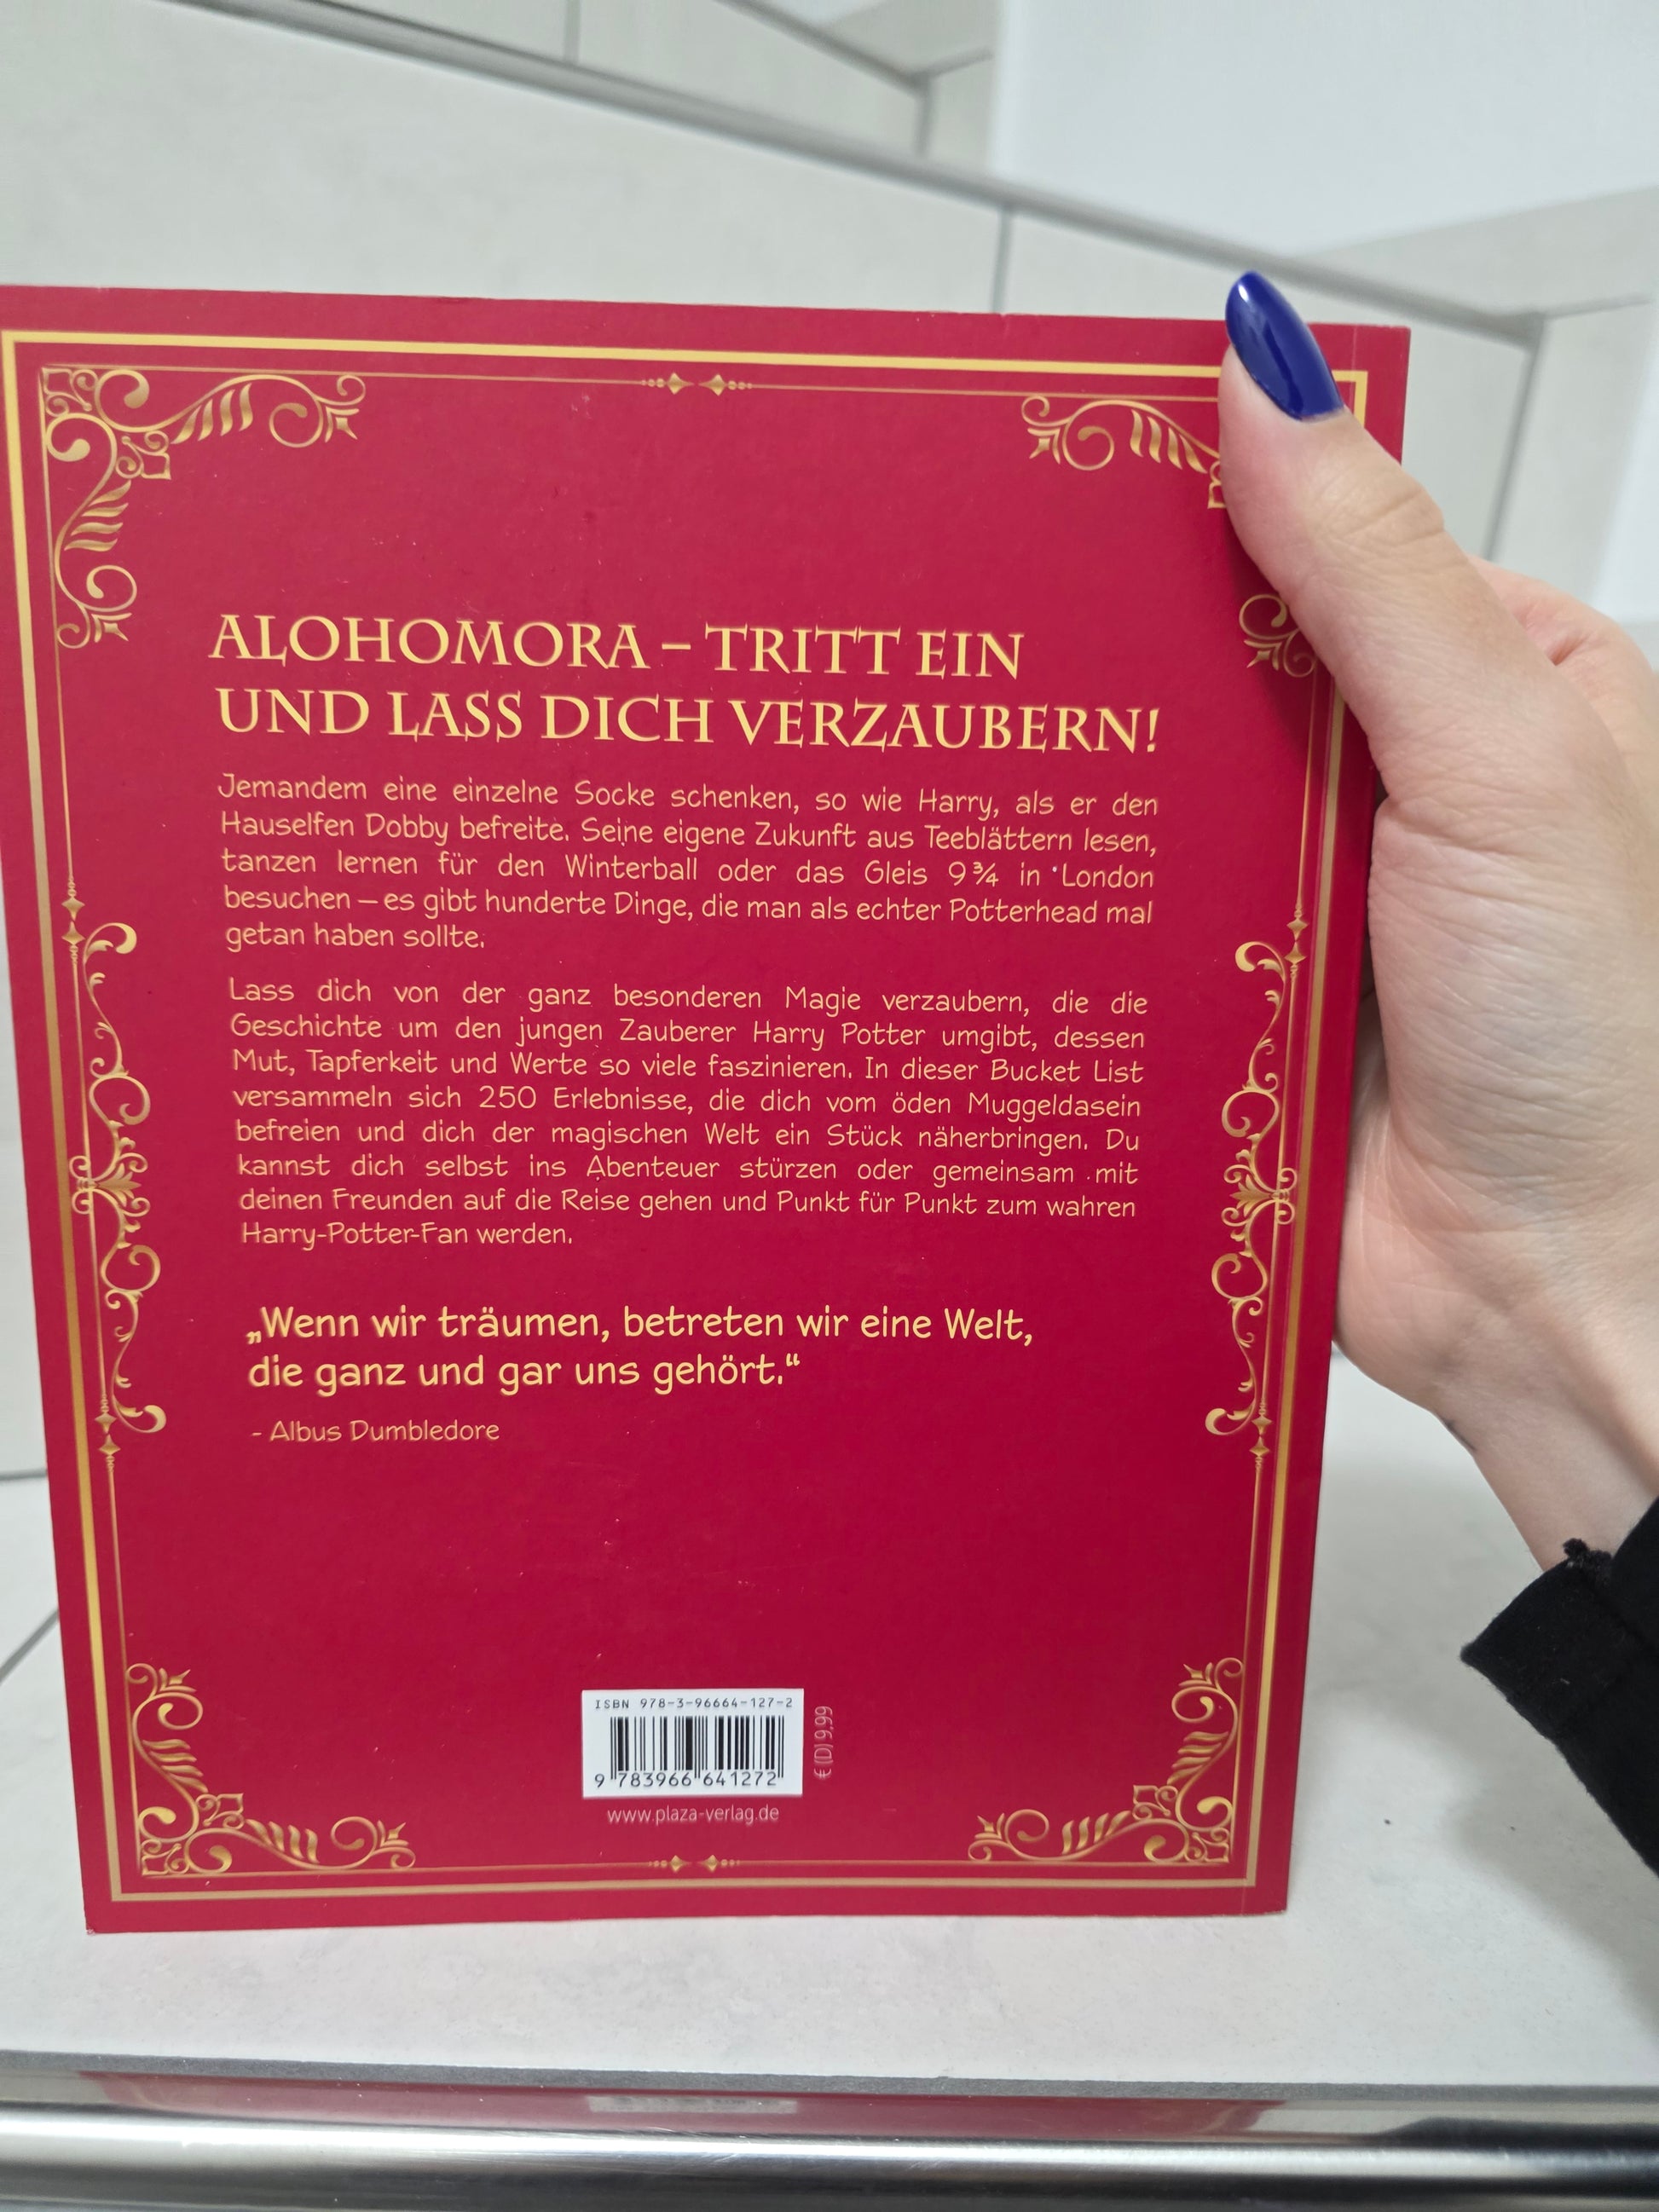 ALOHOMORA – TRITT EIN
UND LASS DICH VERZAUBERN!
Jemandem eine einzelne Socke schenken, so wie Harry, als er den
Hauselfen Dobby befreite. Seine eigene Zukunft aus Teeblättern lesen,
tanzen lernen für den Winterball oder das Gleis 9 ¾ in London
besuchen – es gibt hunderte Dinge, die man als echter Potterhead mal
getan haben sollte.
Lass dich von der ganz besonderen Magie verzaubern, die die
Geschichte um den jungen Zauberer Harry Potter umgibt, dessen
Mut, Tapferkeit und Werte so viele faszinieren. In dieser Bucket List
versammeln sich 250 Erlebnisse, die dich vom öden Muggeldasein
befreien und dich der magischen Welt ein Stück näherbringen. Du
kannst dich selbst ins Abenteuer stürzen oder gemeinsam mit
deinen Freunden auf die Reise gehen und Punkt für Punkt zum wahren
Harry-Potter-Fan werden.
„Wenn wir träumen, betreten wir eine Welt,
die ganz und gar uns gehört.“
- Albus Dumbledore
ISBN 978-3-96664-127-2
9 783966 641272
€ (D) 9,99
www.plaza-verlag.de